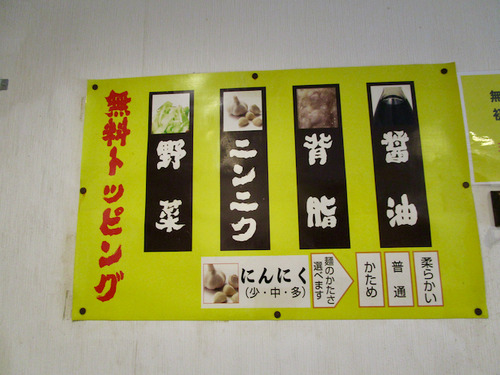 無料トッピング
野菜
ニンニク
背脂
醤油
にんにく
(少・中・多)
麺のかたさ
選べます
かため
普通
柔らかい
無